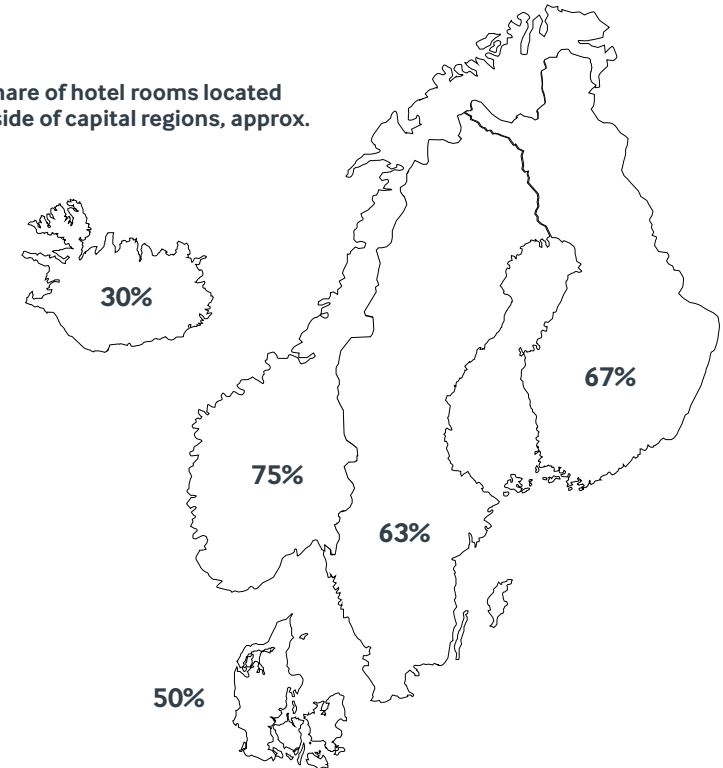 hare of hotel rooms located
side of capital regions, approx.
30%
67%
75%
63%
50%